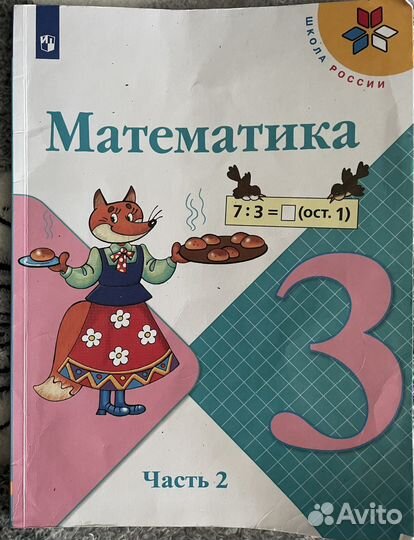 ШКОЛА РОССИИ
Математика
7 : 3 = □ (ост. 1)
3
Часть 2
Avito